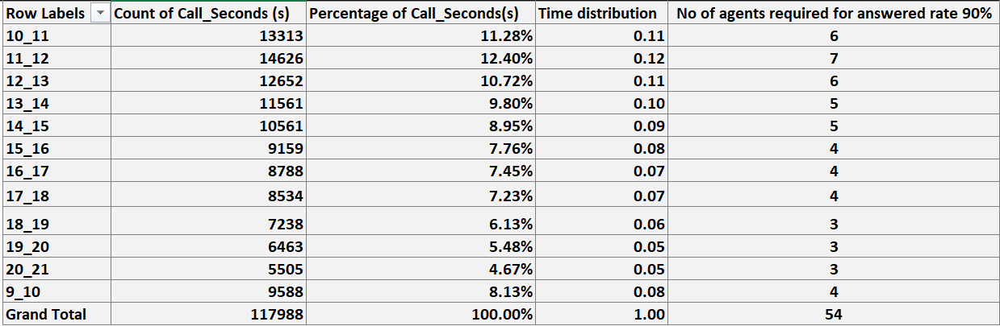 Row Labels Count of Call_Seconds (s) Percentage of Call_Seconds(s) Time distribution No of agents required for answered rate 90%
10_11 13313 11.28% 0.11 6
11_12 14626 12.40% 0.12 7
12_13 12652 10.72% 0.11 6
13_14 11561 9.80% 0.10 5
14_15 10561 8.95% 0.09 5
15_16 9159 7.76% 0.08 4
16_17 8788 7.45% 0.07 4
17_18 8534 7.23% 0.07 4
18_19 7238 6.13% 0.06 3
19_20 6463 5.48% 0.05 3
20_21 5505 4.67% 0.05 3
9_10 9588 8.13% 0.08 4
Grand Total 117988 100.00% 1.00 54